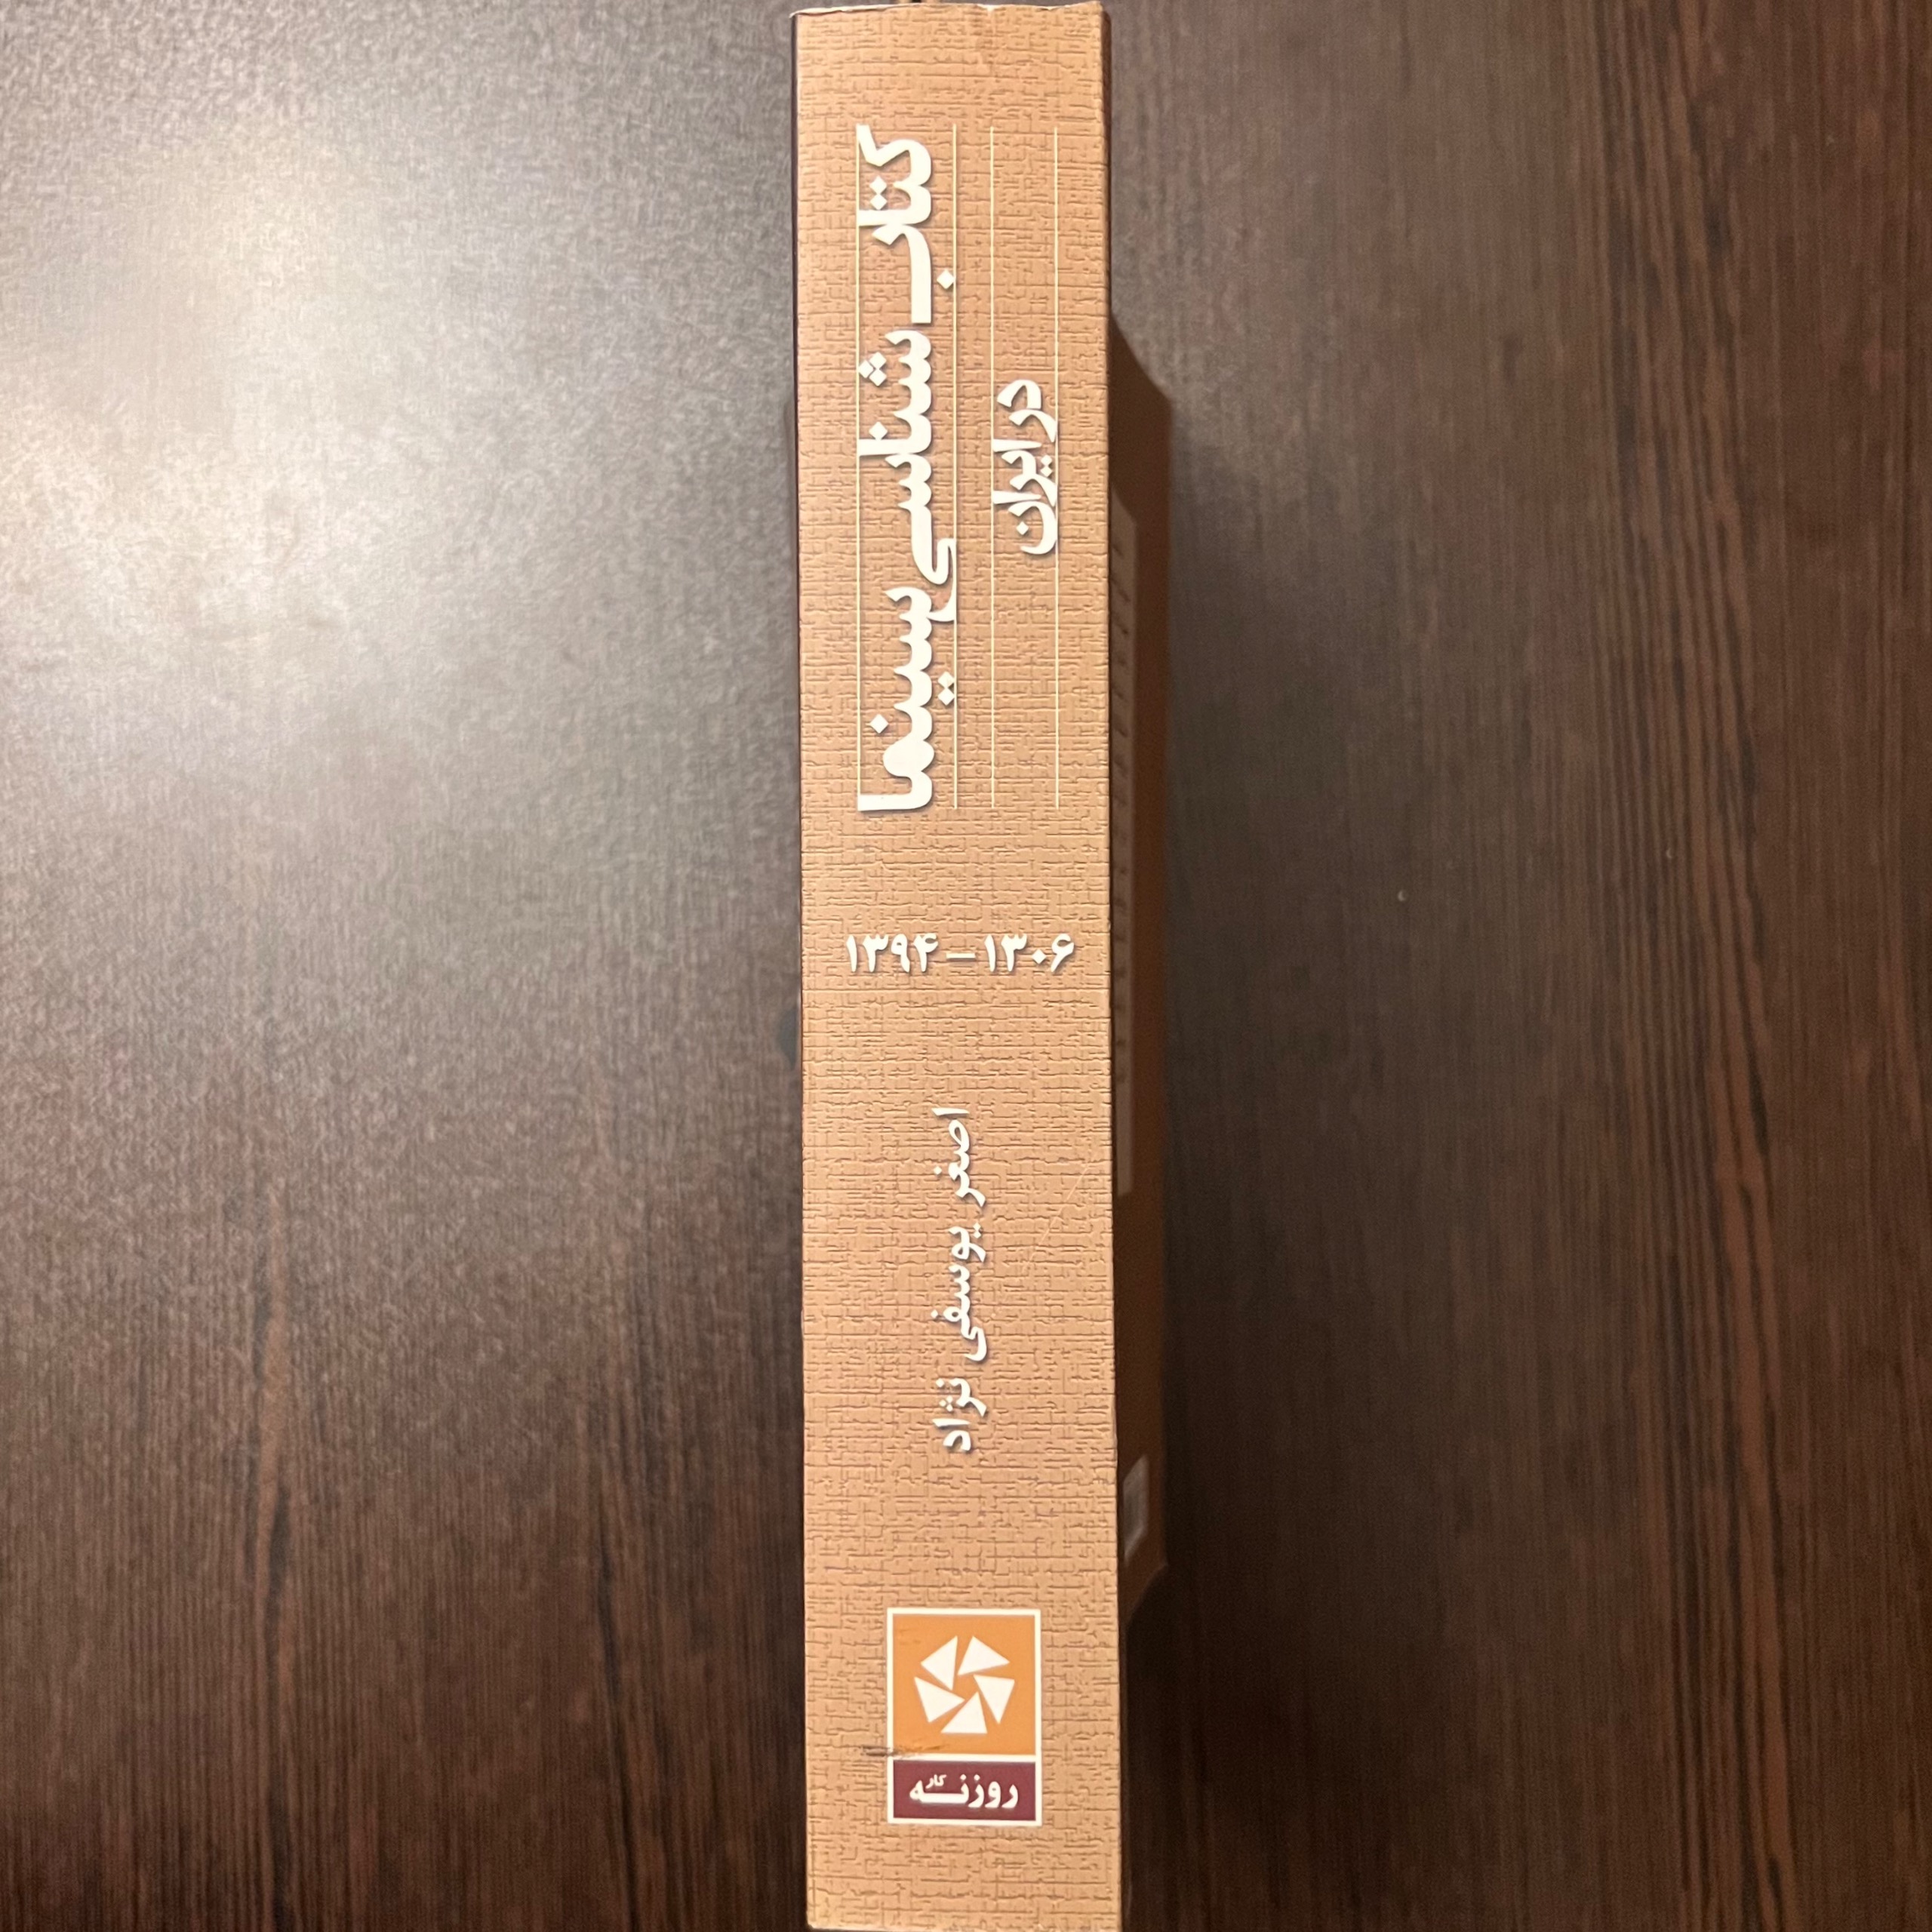 کتاب‌شناسی سینما
در ایران
۱۳۰۶ – ۱۳۹۴
اصغر یوسفی نژاد
روزنه کار